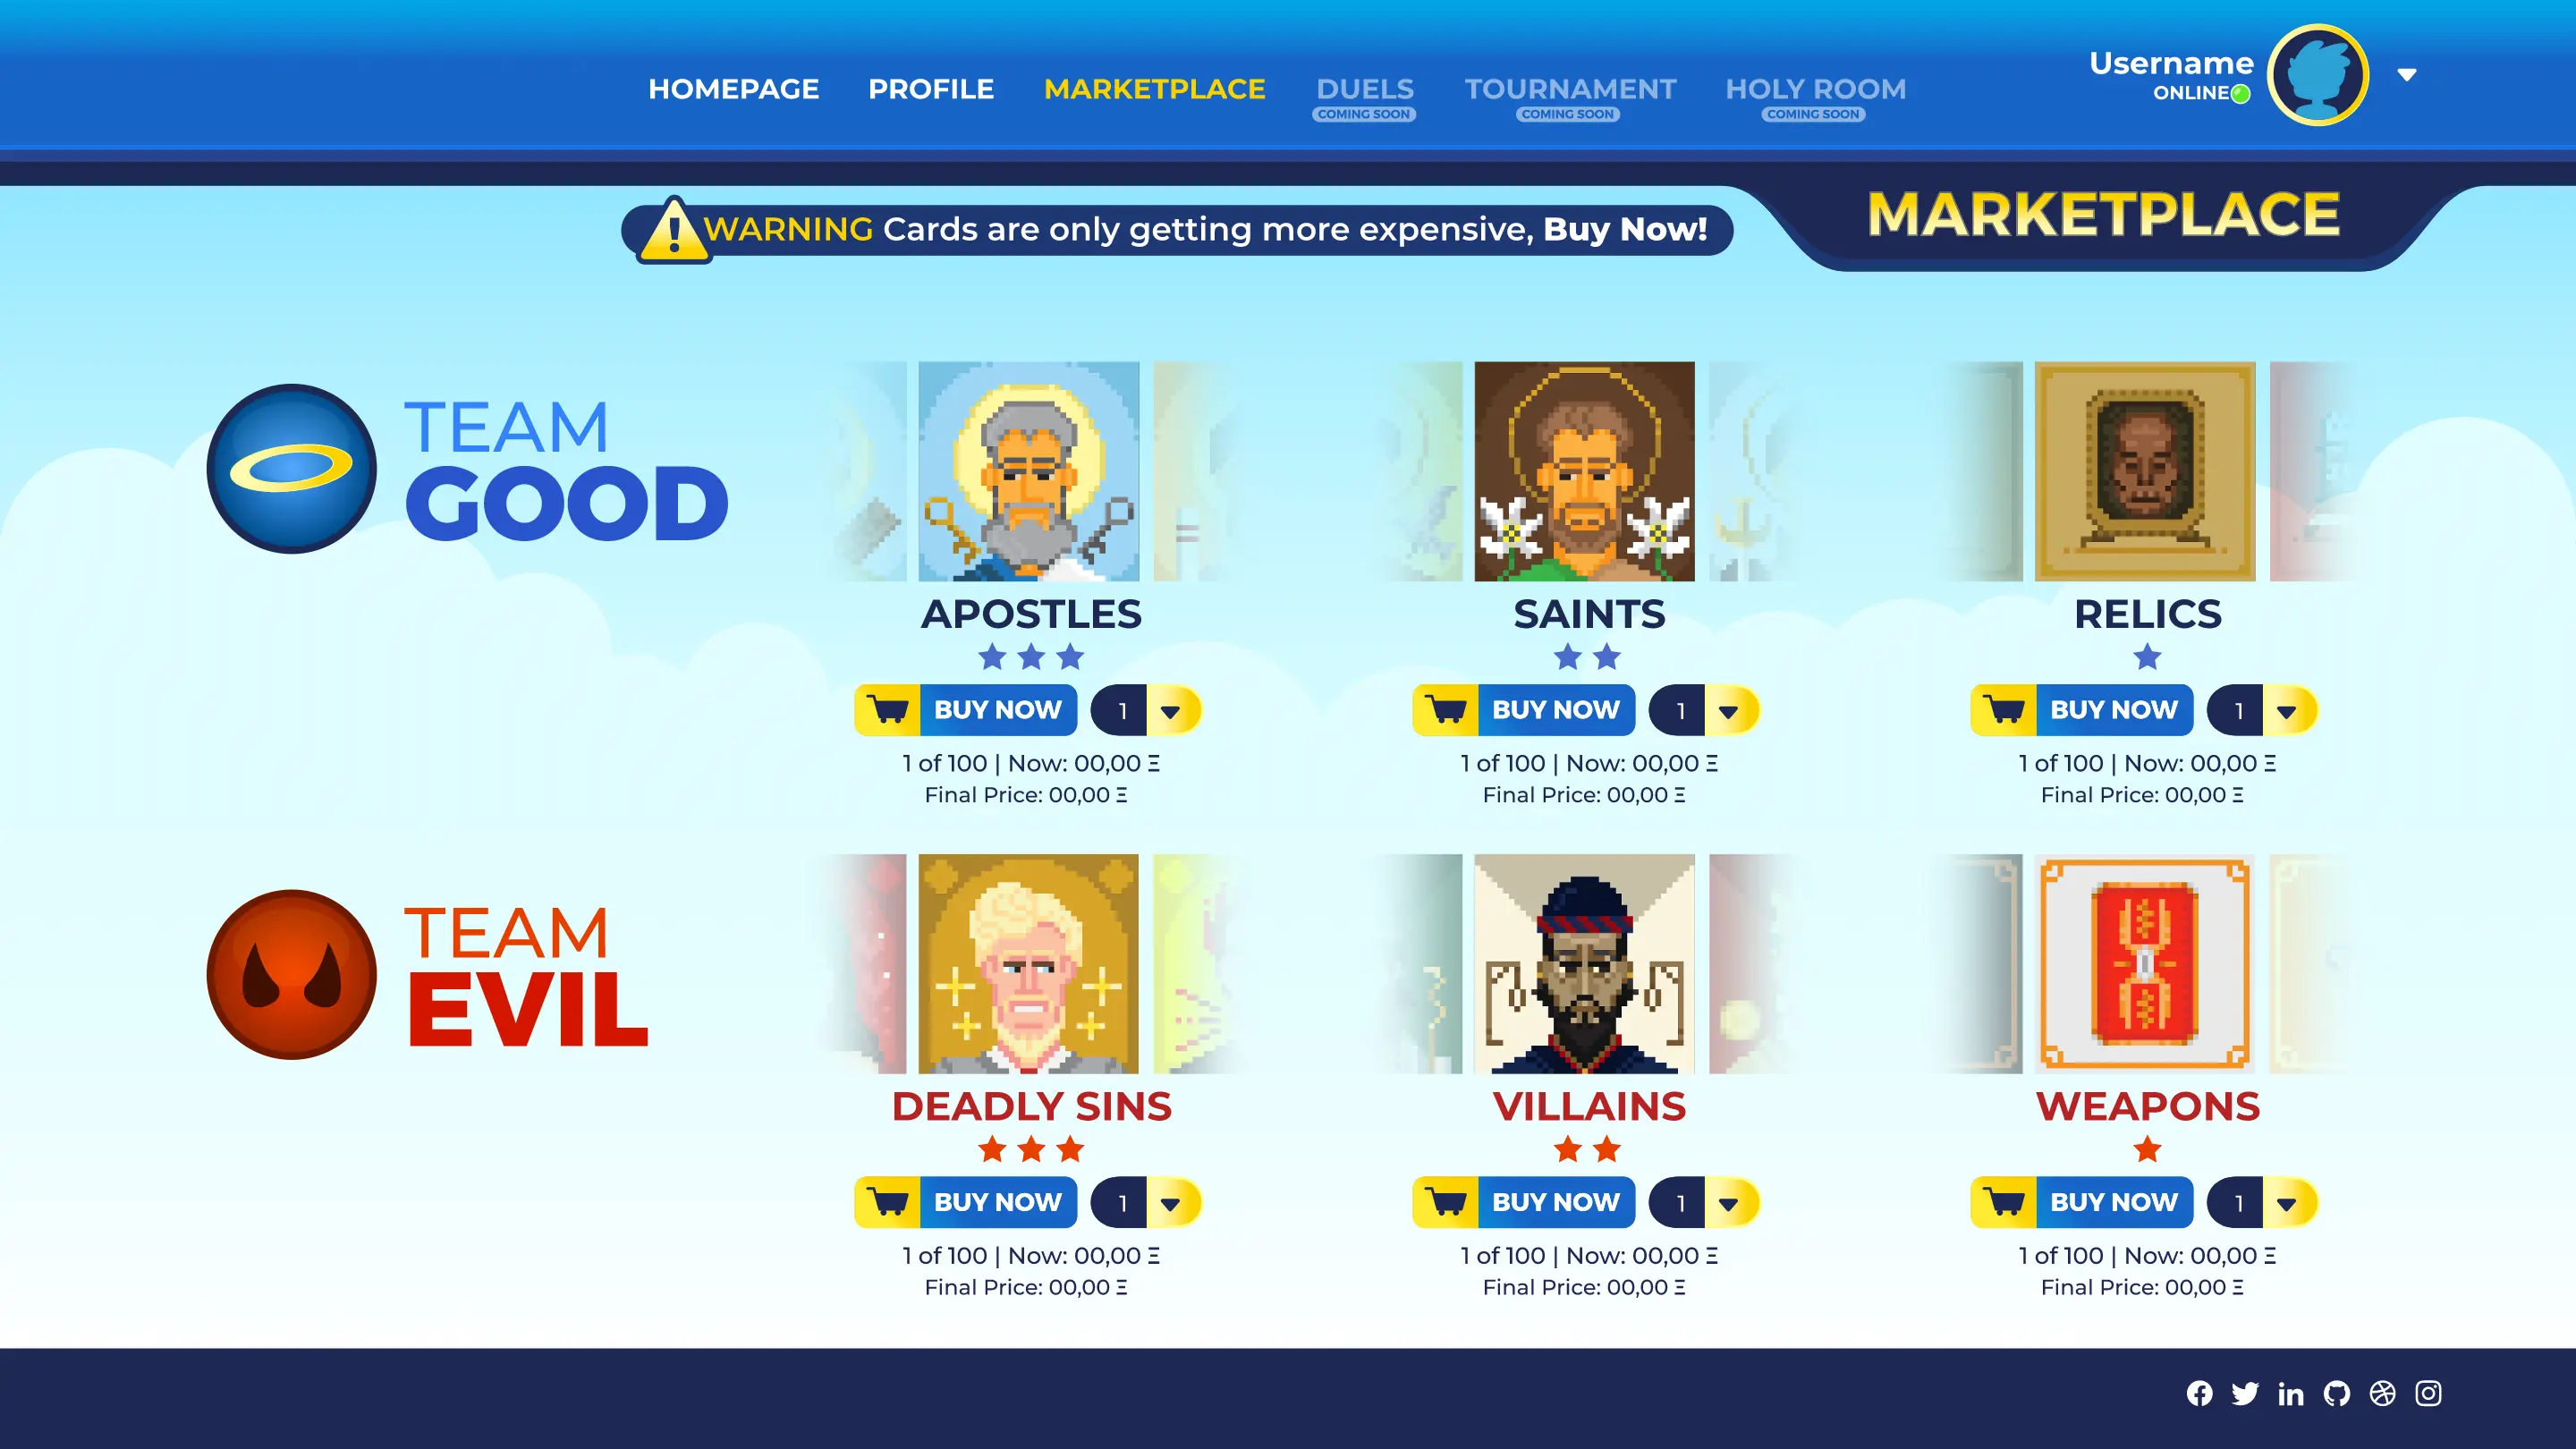 HOMEPAGE PROFILE MARKETPLACE DUELS TOURNAMENT HOLY ROOM
COMING SOON COMING SOON COMING SOON
Username
ONLINE
WARNING Cards are only getting more expensive, Buy Now!
MARKETPLACE
TEAM
GOOD
APOSTLES
BUY NOW 1
1 of 100 | Now: 00,00 Ξ
Final Price: 00,00 Ξ
SAINTS
BUY NOW 1
1 of 100 | Now: 00,00 Ξ
Final Price: 00,00 Ξ
RELICS
BUY NOW 1
1 of 100 | Now: 00,00 Ξ
Final Price: 00,00 Ξ
TEAM
EVIL
DEADLY SINS
BUY NOW 1
1 of 100 | Now: 00,00 Ξ
Final Price: 00,00 Ξ
VILLAINS
BUY NOW 1
1 of 100 | Now: 00,00 Ξ
Final Price: 00,00 Ξ
WEAPONS
BUY NOW 1
1 of 100 | Now: 00,00 Ξ
Final Price: 00,00 Ξ